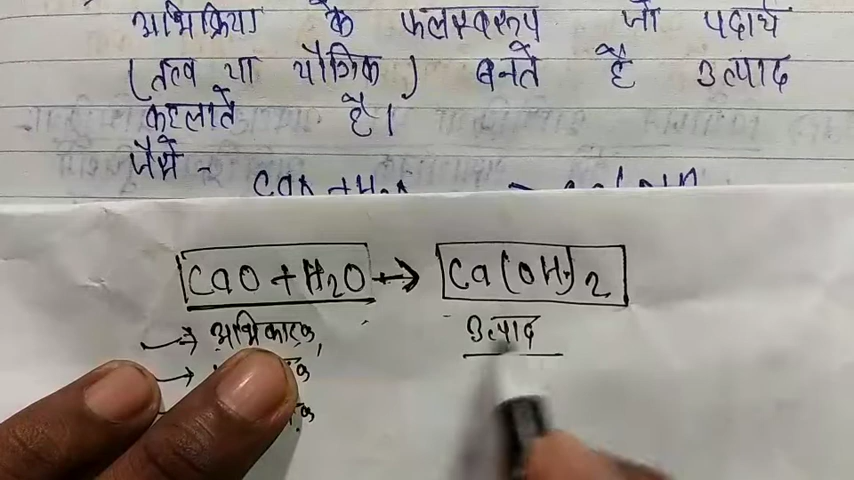 अभिक्रिया के फलस्वरूप जो पदार्थ
(तत्व या यौगिक) बनते है उत्पाद
कहलाते है।
जैसे -
CaO + H2O → Ca(OH)2
अभिकारक, उत्पाद